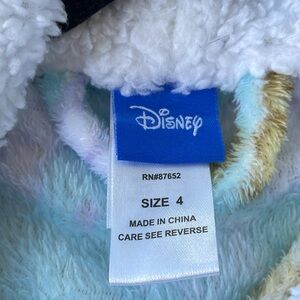 Disney
RN#87652
SIZE 4
MADE IN CHINA
CARE SEE REVERSE